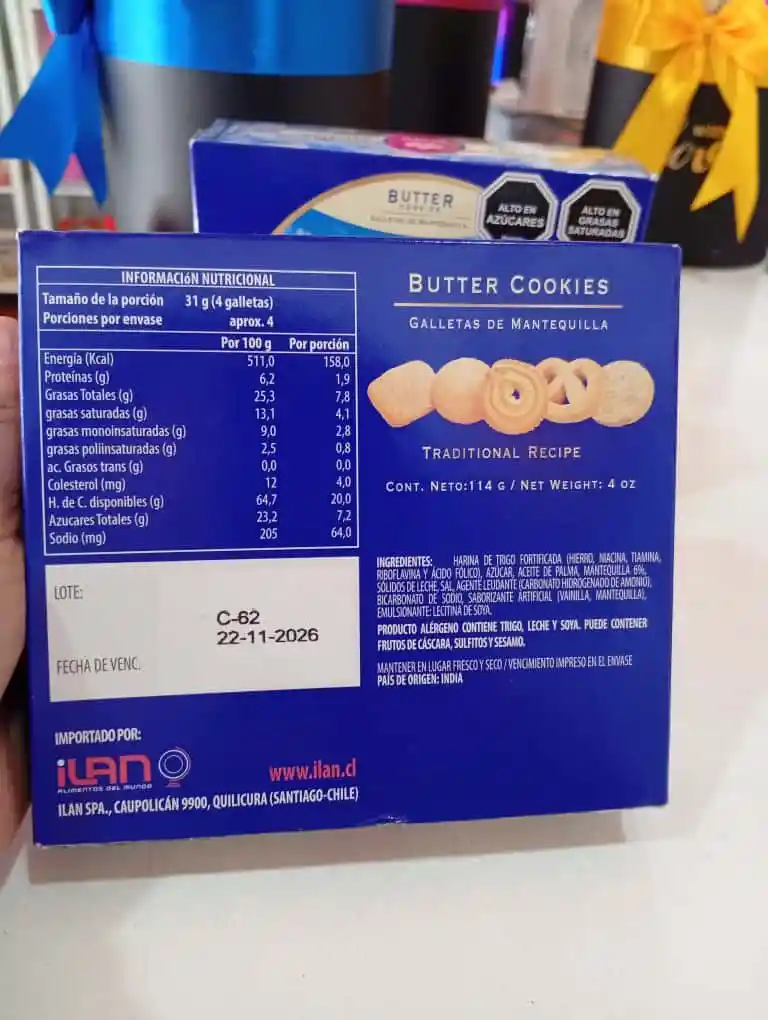 BUTTER
ALTO EN
AZÚCARES
ALTO EN
GRASAS
SATURADAS
INFORMACIóN NUTRICIONAL
Tamaño de la porción 31 g (4 galletas)
Porciones por envase aprox. 4
Por 100 g Por porción
Energía (Kcal) 511,0 158,0
Proteínas (g) 6,2 1,9
Grasas Totales (g) 25,3 7,8
grasas saturadas (g) 13,1 4,1
grasas monoinsaturadas (g) 9,0 2,8
grasas poliinsaturadas (g) 2,5 0,8
ac. Grasos trans (g) 0,0 0,0
Colesterol (mg) 12 4,0
H. de C. disponibles (g) 64,7 20,0
Azucares Totales (g) 23,2 7,2
Sodio (mg) 205 64,0
LOTE:
C-62
22-11-2026
FECHA DE VENC.
IMPORTADO POR:
iLAN
ALIMENTOS DEL MUNDO
www.ilan.cl
ILAN SPA., CAUPOLICÁN 9900, QUILICURA (SANTIAGO-CHILE)
BUTTER COOKIES
GALLETAS DE MANTEQUILLA
TRADITIONAL RECIPE
CONT. NETO:114 G / NET WEIGHT: 4 OZ
INGREDIENTES: HARINA DE TRIGO FORTIFICADA (HIERRO, NIACINA, TIAMINA,
RIBOFLAVINA Y ÁCIDO FÓLICO), AZÚCAR, ACEITE DE PALMA, MANTEQUILLA 6%,
SÓLIDOS DE LECHE, SAL, AGENTE LEUDANTE (CARBONATO HIDROGENADO DE AMONIO),
BICARBONATO DE SODIO, SABORIZANTE ARTIFICIAL (VAINILLA, MANTEQUILLA),
EMULSIONANTE: LECITINA DE SOYA.
PRODUCTO ALÉRGENO CONTIENE TRIGO, LECHE Y SOYA. PUEDE CONTENER
FRUTOS DE CÁSCARA, SULFITOS Y SESAMO.
MANTENER EN LUGAR FRESCO Y SECO / VENCIMIENTO IMPRESO EN EL ENVASE
PAÍS DE ORIGEN: INDIA